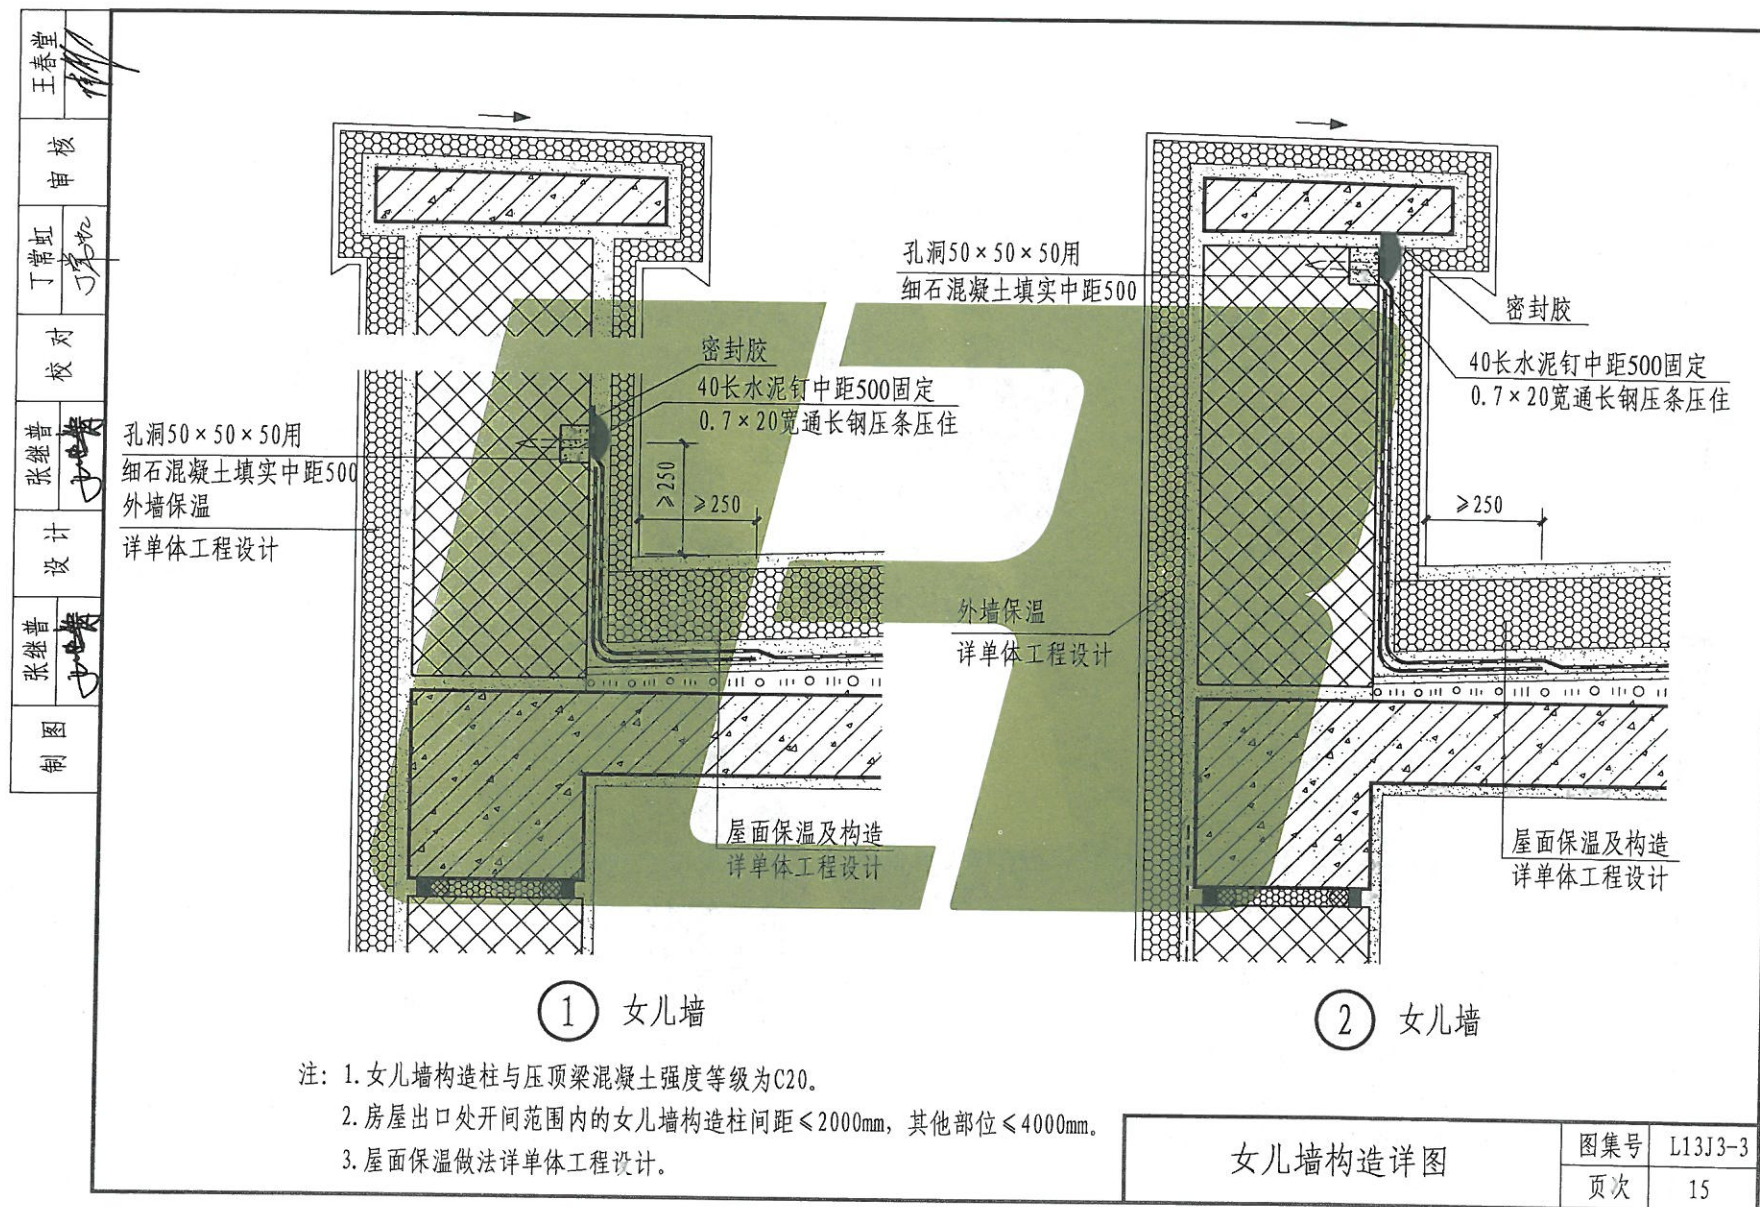 王春堂
审核
丁常虹
校对
张继普
设计
张继普
制图
孔洞50×50×50用
细石混凝土填实中距500
外墙保温
详单体工程设计
密封胶
40长水泥钉中距500固定
0.7×20宽通长钢压条压住
≥250
≥250
屋面保温及构造
详单体工程设计
孔洞50×50×50用
细石混凝土填实中距500
密封胶
40长水泥钉中距500固定
0.7×20宽通长钢压条压住
≥250
外墙保温
详单体工程设计
屋面保温及构造
详单体工程设计
1 女儿墙
2 女儿墙
注: 1.女儿墙构造柱与压顶梁混凝土强度等级为C20。
2.房屋出口处开间范围内的女儿墙构造柱间距≤2000mm, 其他部位≤4000mm。
3.屋面保温做法详单体工程设计。
女儿墙构造详图
图集号 L13J3-3
页次 15